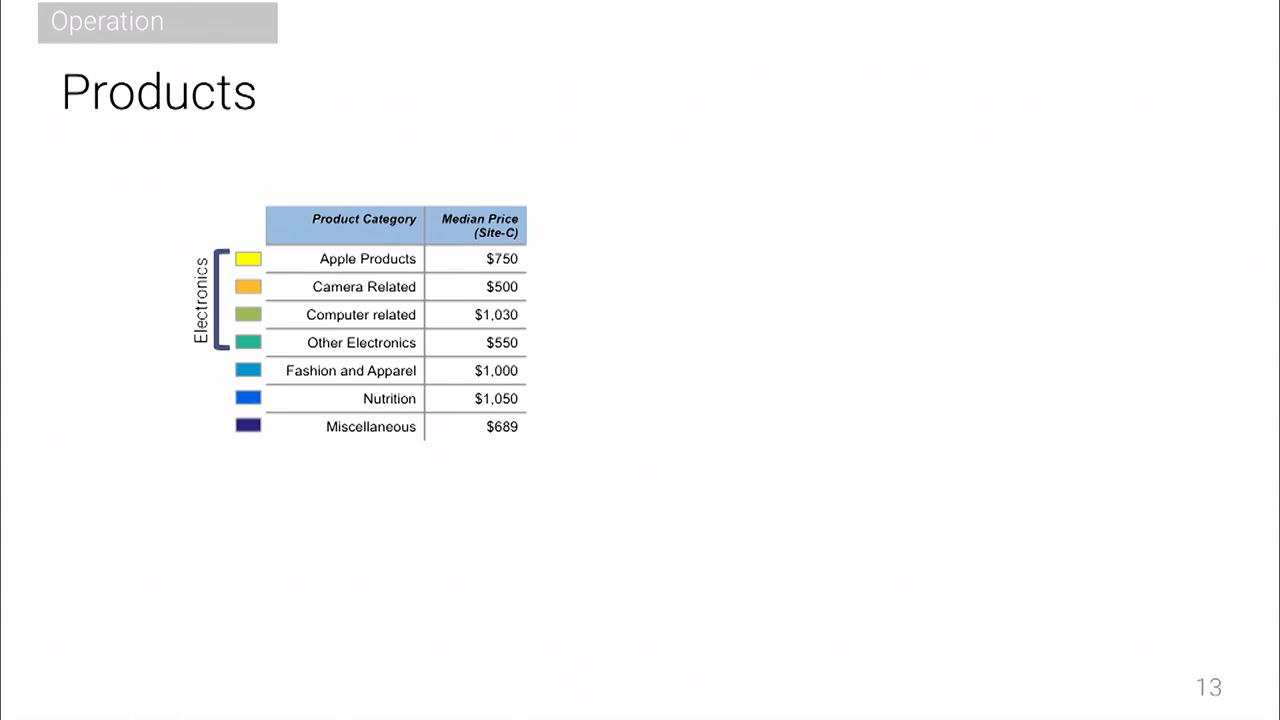 Operation
Products
Product Category Median Price
(Site-C)
Electronics
Apple Products $750
Camera Related $500
Computer related $1,030
Other Electronics $550
Fashion and Apparel $1,000
Nutrition $1,050
Miscellaneous $689
13